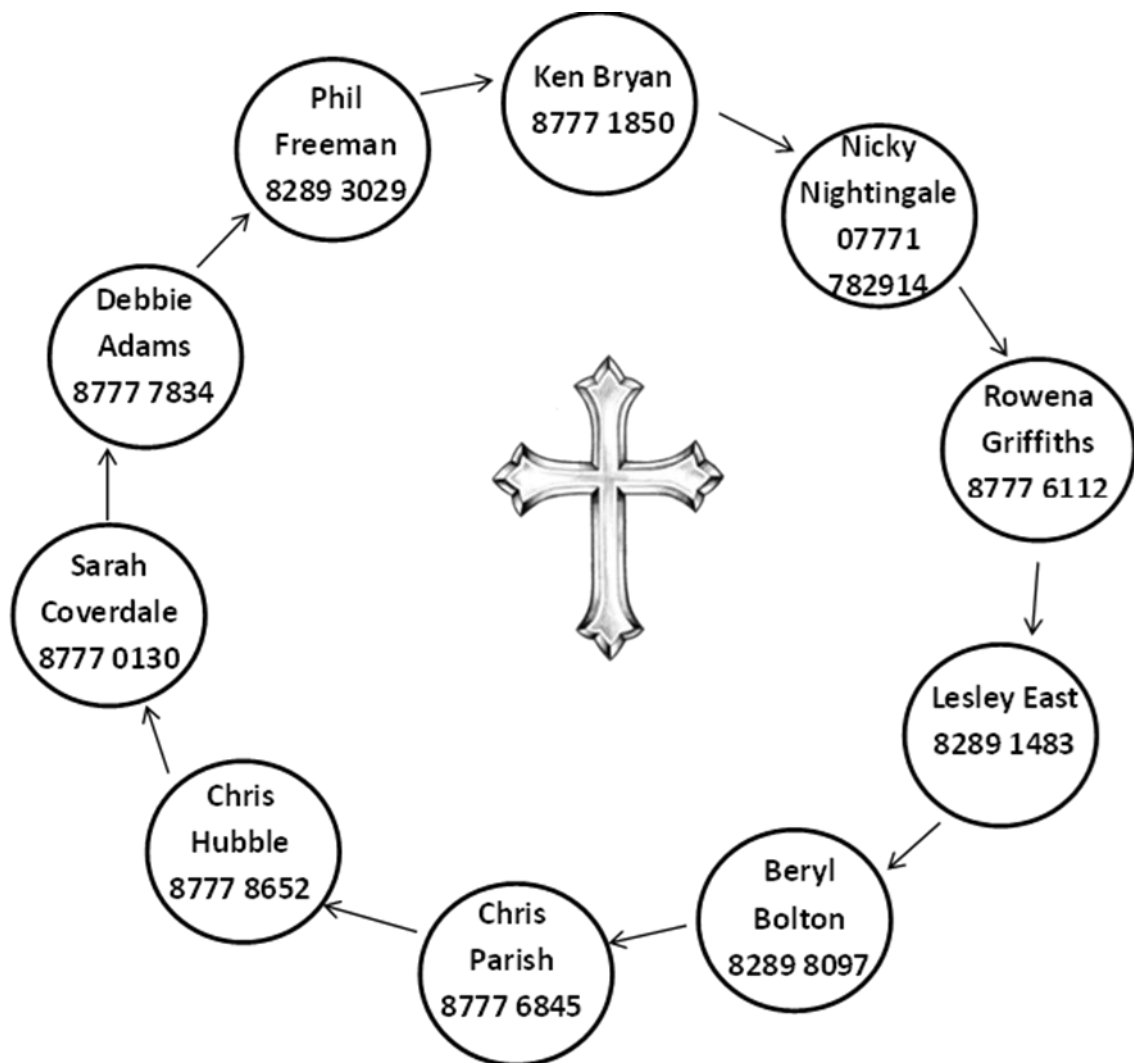 Ken Bryan
8777 1850
Nicky
Nightingale
07771
782914
Rowena
Griffiths
8777 6112
Lesley East
8289 1483
Beryl
Bolton
8289 8097
Chris
Parish
8777 6845
Chris
Hubble
8777 8652
Sarah
Coverdale
8777 0130
Debbie
Adams
8777 7834
Phil
Freeman
8289 3029